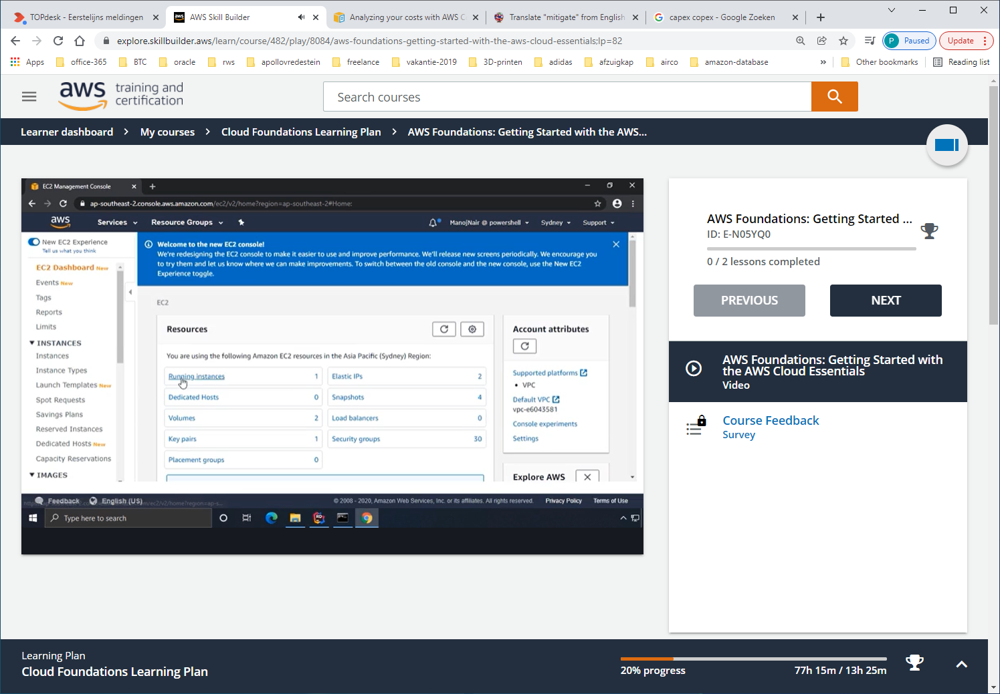 TOPdesk - Eerstelijns meldingen
AWS Skill Builder
Analyzing your costs with AWS C
Translate "mitigate" from English
capex copex - Google Zoeken
explore.skillbuilder.aws/learn/course/482/play/8084/aws-foundations-getting-started-with-the-aws-cloud-essentials;lp=82
P Paused
Update
Apps
office-365
BTC
oracle
rws
apollovredestein
freelance
vakantie-2019
3D-printen
adidas
afzuigkap
airco
amazon-database
»
Other bookmarks
Reading list
aws training and certification
Search courses
Learner dashboard > My courses > Cloud Foundations Learning Plan > AWS Foundations: Getting Started with the AWS...
EC2 Management Console
ap-southeast-2.console.aws.amazon.com/ec2/v2/home?region=ap-southeast-2#Home:
aws
Services
Resource Groups
ManojNair @ powershell
Sydney
Support
New EC2 Experience
Tell us what you think
EC2 Dashboard New
Events New
Tags
Reports
Limits
INSTANCES
Instances
Instance Types
Launch Templates New
Spot Requests
Savings Plans
Reserved Instances
Dedicated Hosts New
Capacity Reservations
IMAGES
Welcome to the new EC2 console!
We're redesigning the EC2 console to make it easier to use and improve performance. We'll release new screens periodically. We encourage you
to try them and let us know where we can make improvements. To switch between the old console and the new console, use the New EC2
Experience toggle.
EC2
Resources
You are using the following Amazon EC2 resources in the Asia Pacific (Sydney) Region:
Running instances 1
Elastic IPs 2
Dedicated Hosts 0
Snapshots 4
Volumes 2
Load balancers 0
Key pairs 1
Security groups 30
Placement groups 0
Account attributes
Supported platforms
• VPC
Default VPC
vpc-e6043581
Console experiments
Settings
Explore AWS
Feedback
English (US)
© 2008 - 2020, Amazon Web Services, Inc. or its affiliates. All rights reserved.
Privacy Policy
Terms of Use
Type here to search
AWS Foundations: Getting Started ...
ID: E-N05YQ0
0 / 2 lessons completed
PREVIOUS
NEXT
AWS Foundations: Getting Started with
the AWS Cloud Essentials
Video
Course Feedback
Survey
Learning Plan
Cloud Foundations Learning Plan
20% progress
77h 15m / 13h 25m